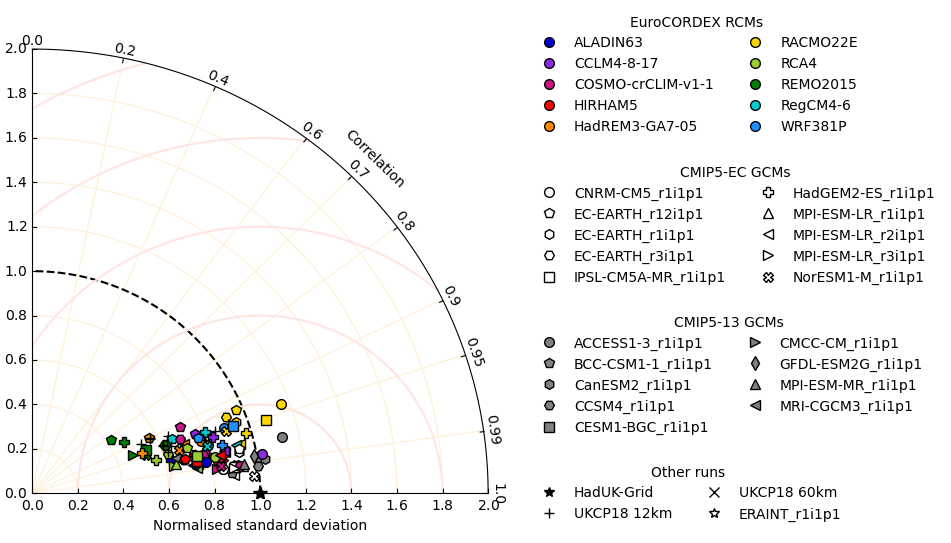 0.0
0.2
0.4
0.6
0.7
0.8
0.9
0.95
0.99
1.0
Correlation
2.0
1.8
1.6
1.4
1.2
1.0
0.8
0.6
0.4
0.2
0.0
0.0 0.2 0.4 0.6 0.8 1.0 1.2 1.4 1.6 1.8 2.0
Normalised standard deviation
EuroCORDEX RCMs
ALADIN63 RACMO22E
CCLM4-8-17 RCA4
COSMO-crCLIM-v1-1 REMO2015
HIRHAM5 RegCM4-6
HadREM3-GA7-05 WRF381P
CMIP5-EC GCMs
CNRM-CM5_r1i1p1 HadGEM2-ES_r1i1p1
EC-EARTH_r12i1p1 MPI-ESM-LR_r1i1p1
EC-EARTH_r1i1p1 MPI-ESM-LR_r2i1p1
EC-EARTH_r3i1p1 MPI-ESM-LR_r3i1p1
IPSL-CM5A-MR_r1i1p1 NorESM1-M_r1i1p1
CMIP5-13 GCMs
ACCESS1-3_r1i1p1 CMCC-CM_r1i1p1
BCC-CSM1-1_r1i1p1 GFDL-ESM2G_r1i1p1
CanESM2_r1i1p1 MPI-ESM-MR_r1i1p1
CCSM4_r1i1p1 MRI-CGCM3_r1i1p1
CESM1-BGC_r1i1p1
Other runs
HadUK-Grid UKCP18 60km
UKCP18 12km ERAINT_r1i1p1